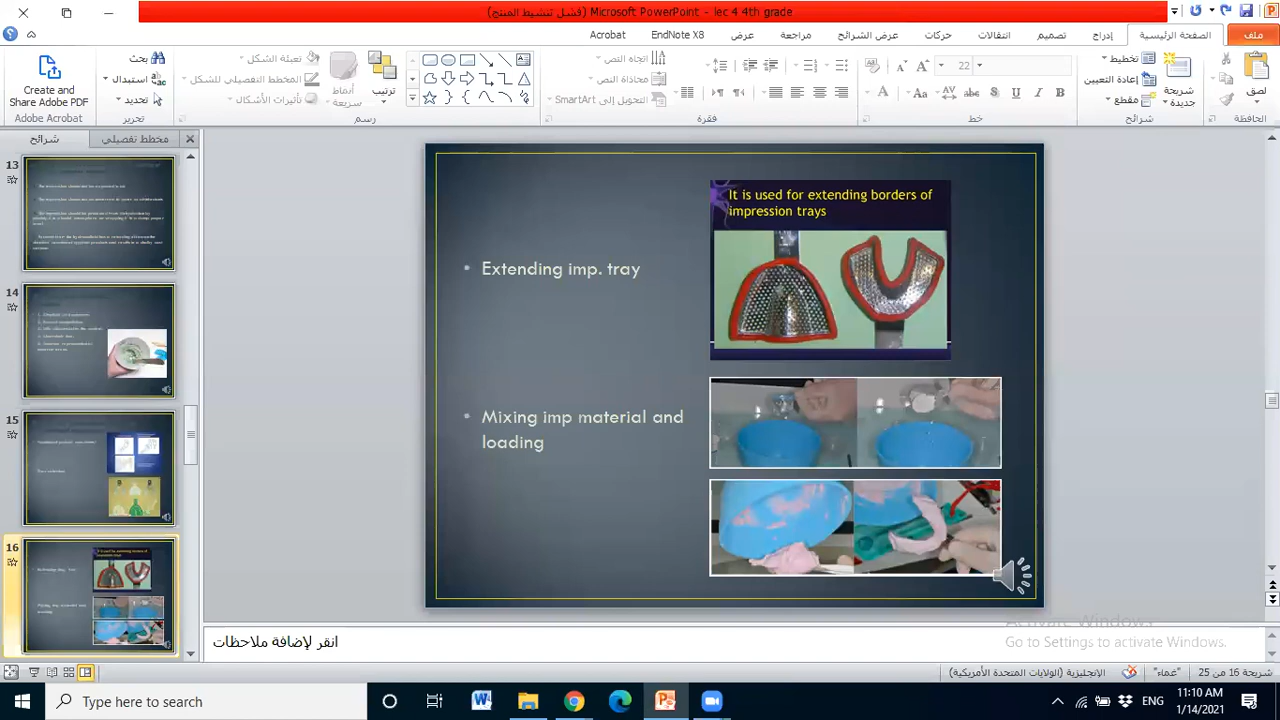 lec 4 4th grade - Microsoft PowerPoint (فشل تنشيط المنتج)
ملف
الصفحة الرئيسية
إدراج
تصميم
انتقالات
حركات
عرض الشرائح
مراجعة
عرض
EndNote X8
Acrobat
لصق
الحافظة
شريحة
جديدة
تخطيط
إعادة التعيين
مقطع
شرائح
22
خط
اتجاه النص
محاذاة النص
التحويل إلى SmartArt
فقرة
ترتيب
أنماط
سريعة
تعبئة الشكل
المخطط التفصيلي للشكل
تأثيرات الأشكال
رسم
بحث
استبدال
تحديد
تحرير
Create and
Share Adobe PDF
Adobe Acrobat
شرائح
مخطط تفصيلي
13
14
15
16
It is used for extending borders of
impression trays
• Extending imp. tray
• Mixing imp material and
loading
انقر لإضافة ملاحظات
Activate Windows
Go to Settings to activate Windows.
شريحة 16 من 25
"عماء"
الإنجليزية (الولايات المتحدة الأمريكية)
Type here to search
ENG
11:10 AM
1/14/2021